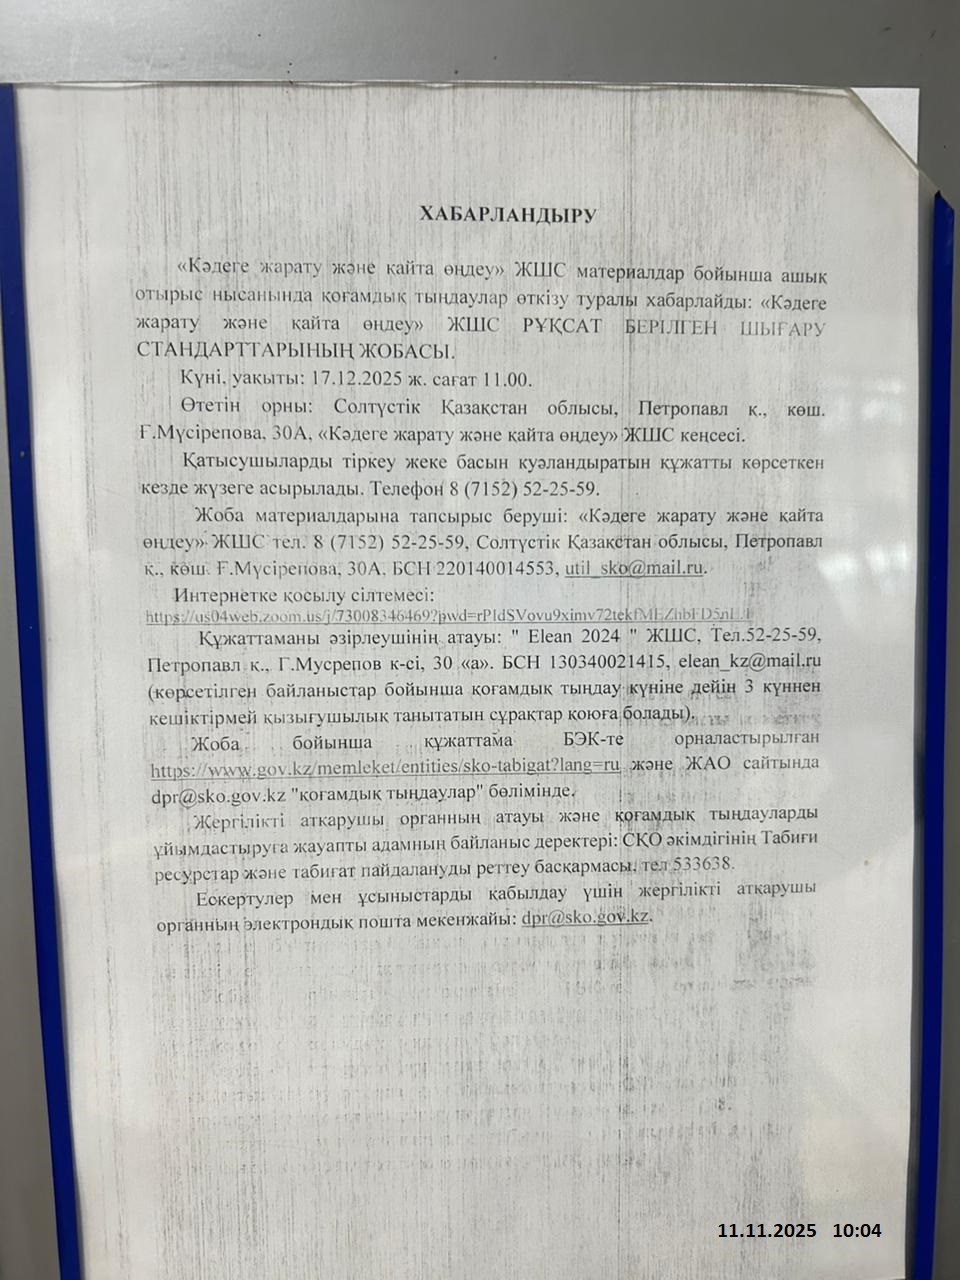 ХАБАРЛАНДЫРУ
«Кәдеге жарату және қайта өңдеу» ЖШС материалдар бойынша ашық
отырыс нысанында қоғамдық тыңдаулар өткізу туралы хабарлайды: «Кәдеге
жарату және қайта өңдеу» ЖШС РҰҚСАТ БЕРІЛГЕН ШЫҒАРУ
СТАНДАРТТАРЫНЫҢ ЖОБАСЫ.
Күні, уақыты: 17.12.2025 ж. сағат 11.00.
Өтетін орны: Солтүстік Қазақстан облысы, Петропавл қ., көш.
Ғ.Мүсірепова, 30А, «Кәдеге жарату және қайта өңдеу» ЖШС кеңсесі.
Қатысушыларды тіркеу жеке басын куәландыратын құжатты көрсеткен
кезде жүзеге асырылады. Телефон 8 (7152) 52-25-59.
Жоба материалдарына тапсырыс беруші: «Кәдеге жарату және қайта
өңдеу» ЖШС тел. 8 (7152) 52-25-59, Солтүстік Қазақстан облысы, Петропавл
қ., көш. Ғ.Мүсірепова, 30А, БСН 220140014553, util_sko@mail.ru.
Интернетке қосылу сілтемесі:
Құжаттаманы әзірлеушінің атауы: " Elean 2024 " ЖШС, Тел.52-25-59,
Петропавл қ., Г.Мусрепов к-сі, 30 «а». БСН 130340021415, elean_kz@mail.ru
(көрсетілген байланыстар бойынша қоғамдық тыңдау күніне дейін 3 күннен
кешіктірмей қызығушылық танытатын сұрақтар қоюға болады).
Жоба бойынша құжаттама БЭК-те орналастырылған
https://www.gov.kz/memleket/entities/sko-tabigat?lang=ru және ЖАО сайтында
dpr@sko.gov.kz "қоғамдық тыңдаулар" бөлімінде.
Жергілікті атқарушы органның атауы және қоғамдық тыңдауларды
ұйымдастыруға жауапты адамның байланыс деректері: СҚО әкімдігінің Табиғи
ресурстар және табиғат пайдалануды реттеу басқармасы, тел 533638.
Ескертулер мен ұсыныстарды қабылдау үшін жергілікті атқарушы
органның электрондық пошта мекенжайы: dpr@sko.gov.kz.
11.11.2025 10:04